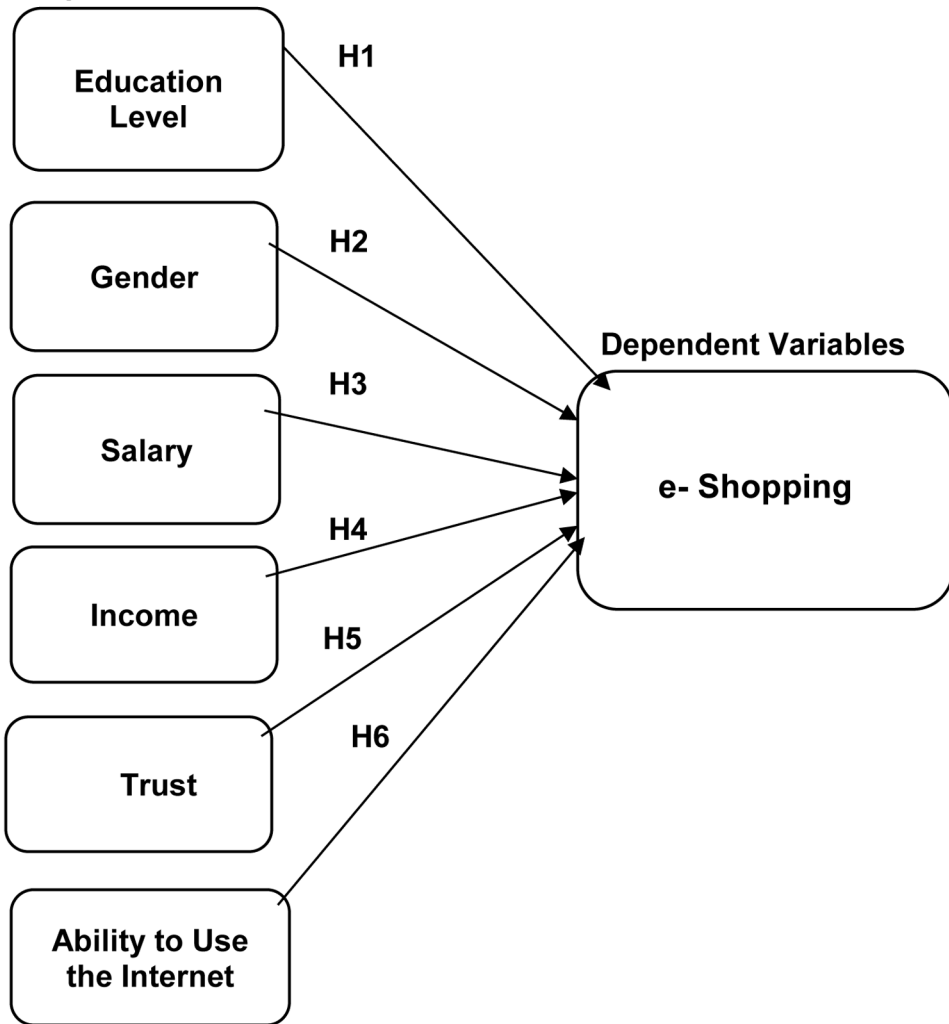 Education
Level
H1
Gender
H2
Salary
H3
Income
H4
Trust
H5
Ability to Use
the Internet
H6
Dependent Variables
e- Shopping